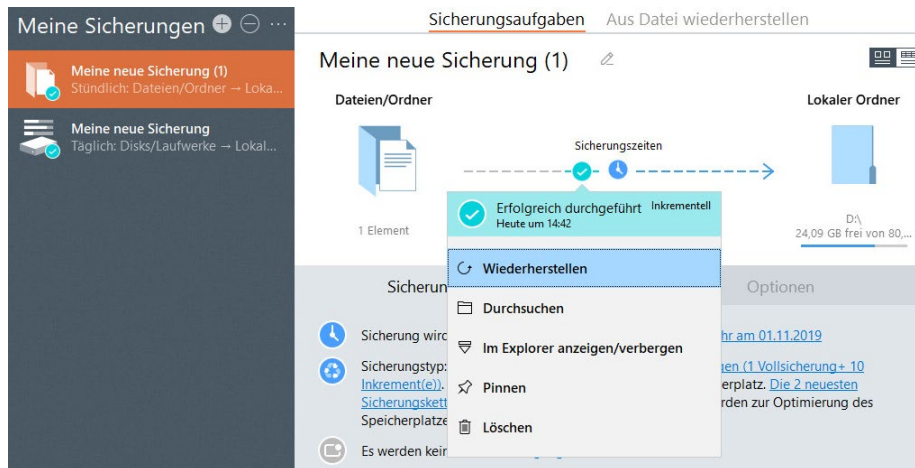 Meine Sicherungen
Meine neue Sicherung (1)
Stündlich: Dateien/Ordner → Loka...
Meine neue Sicherung
Täglich: Disks/Laufwerke → Lokal...
Sicherungsaufgaben Aus Datei wiederherstellen
Meine neue Sicherung (1)
Dateien/Ordner
Lokaler Ordner
Sicherungszeiten
1 Element
D:\
24,09 GB frei von 80,...
Erfolgreich durchgeführt Inkrementell
Heute um 14:42
Wiederherstellen
Durchsuchen
Im Explorer anzeigen/verbergen
Pinnen
Löschen
Sicherun
Optionen
Sicherung wird
hr am 01.11.2019
Sicherungstyp:
en (1 Vollsicherung+ 10
Inkrement(e)).
erplatz. Die 2 neuesten
Sicherungskett
rden zur Optimierung des
Speicherplatze
Es werden kein